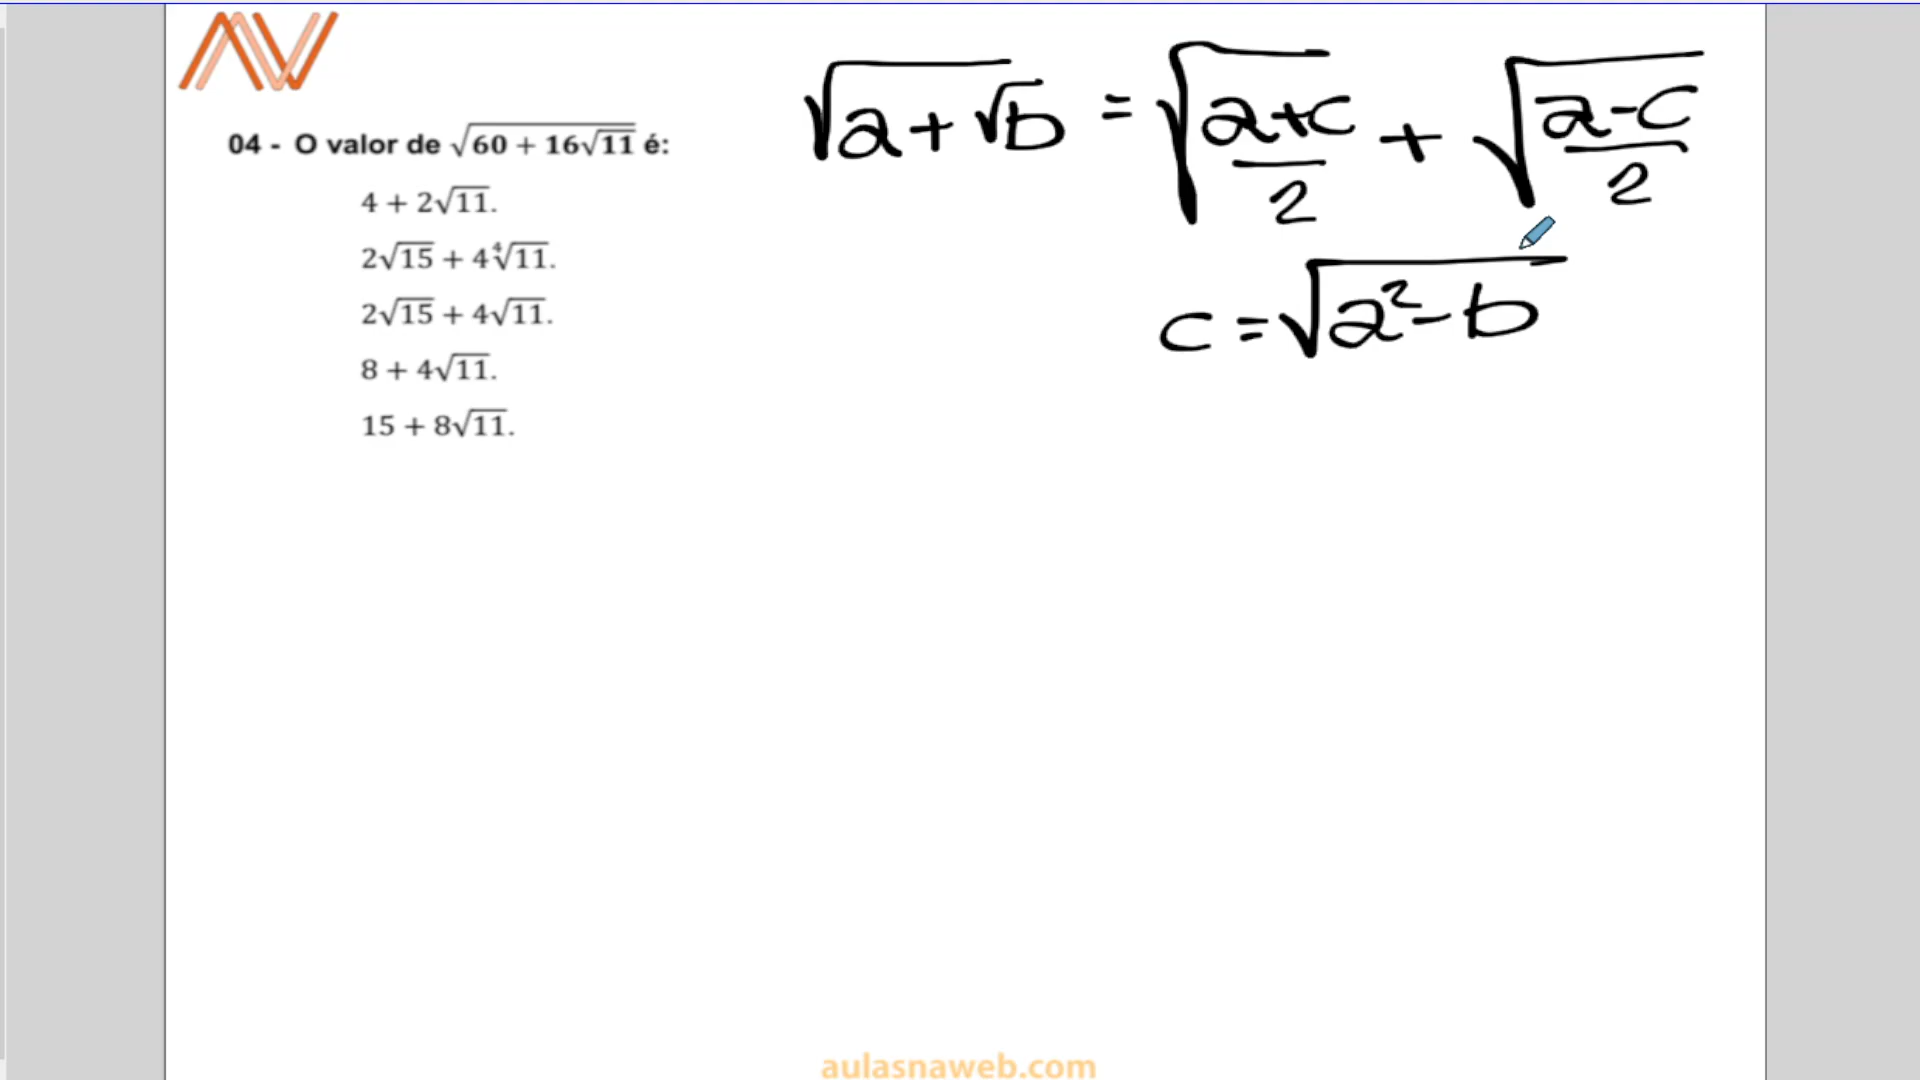 04 - O valor de √(60 + 16√11) é:
4 + 2√11.
2√15 + 4∜11.
2√15 + 4√11.
8 + 4√11.
15 + 8√11.
√(a + √b) = √((a+c)/2) + √((a-c)/2)
c = √(a² - b)
aulasnaweb.com